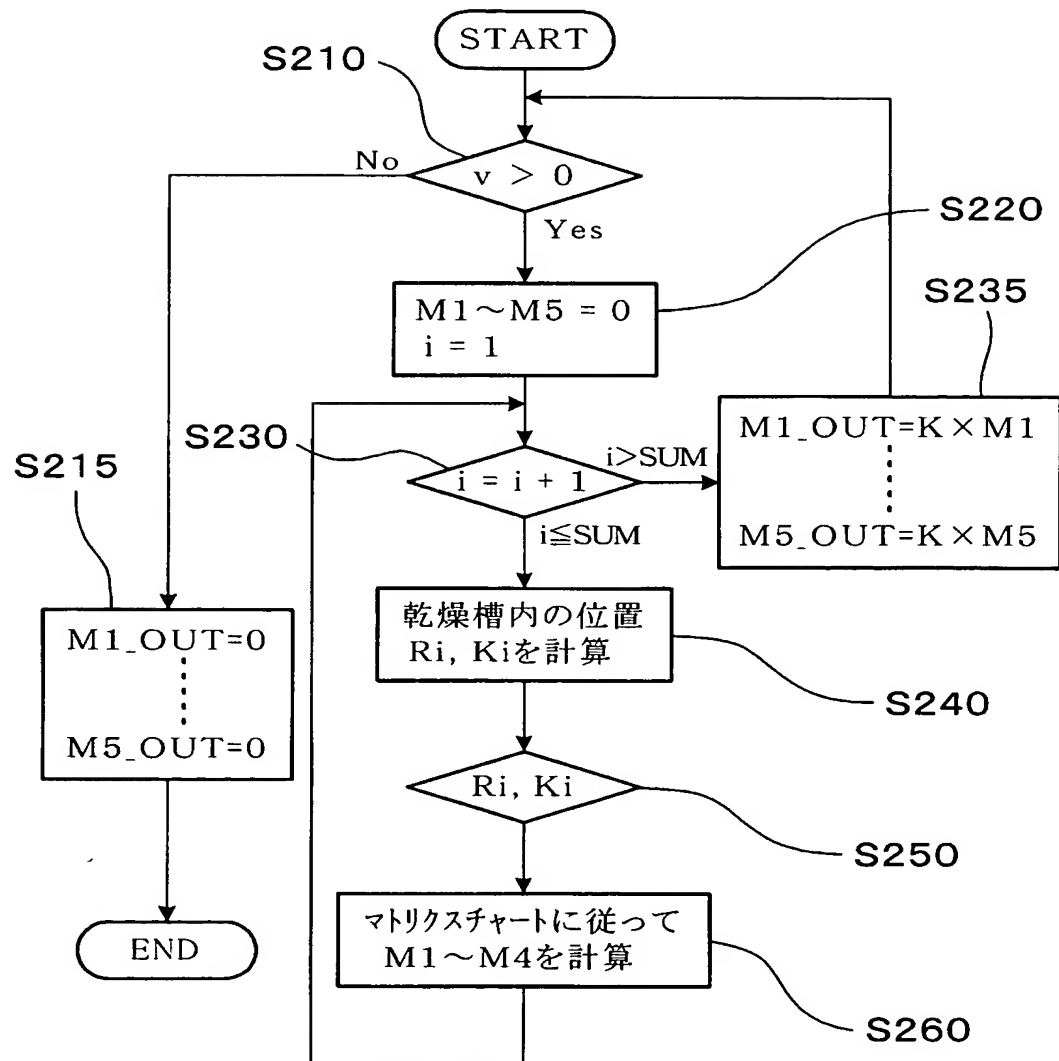 START
S210
No
v > 0
S220
Yes
S235
M1～M5 = 0
i = 1
M1_OUT=K×M1
S230
i>SUM
S215
i = i + 1
M5_OUT=K×M5
i≦SUM
乾燥槽内の位置
Ri, Kiを計算
M1_OUT=0
S240
M5_OUT=0
Ri, Ki
S250
マトリクスチャートに従って
M1～M4を計算
END
S260